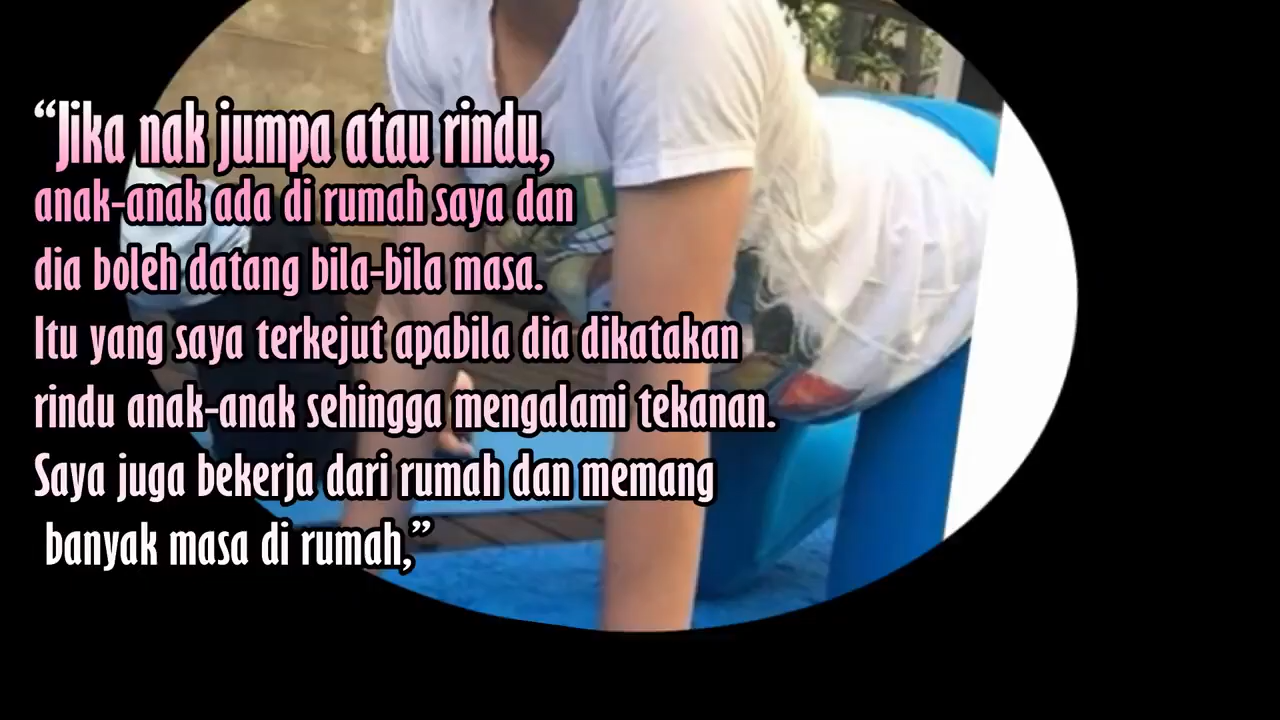 “Jika nak jumpa atau rindu,
anak-anak ada di rumah saya dan
dia boleh datang bila-bila masa.
Itu yang saya terkejut apabila dia dikatakan
rindu anak-anak sehingga mengalami tekanan.
Saya juga bekerja dari rumah dan memang
banyak masa di rumah,”